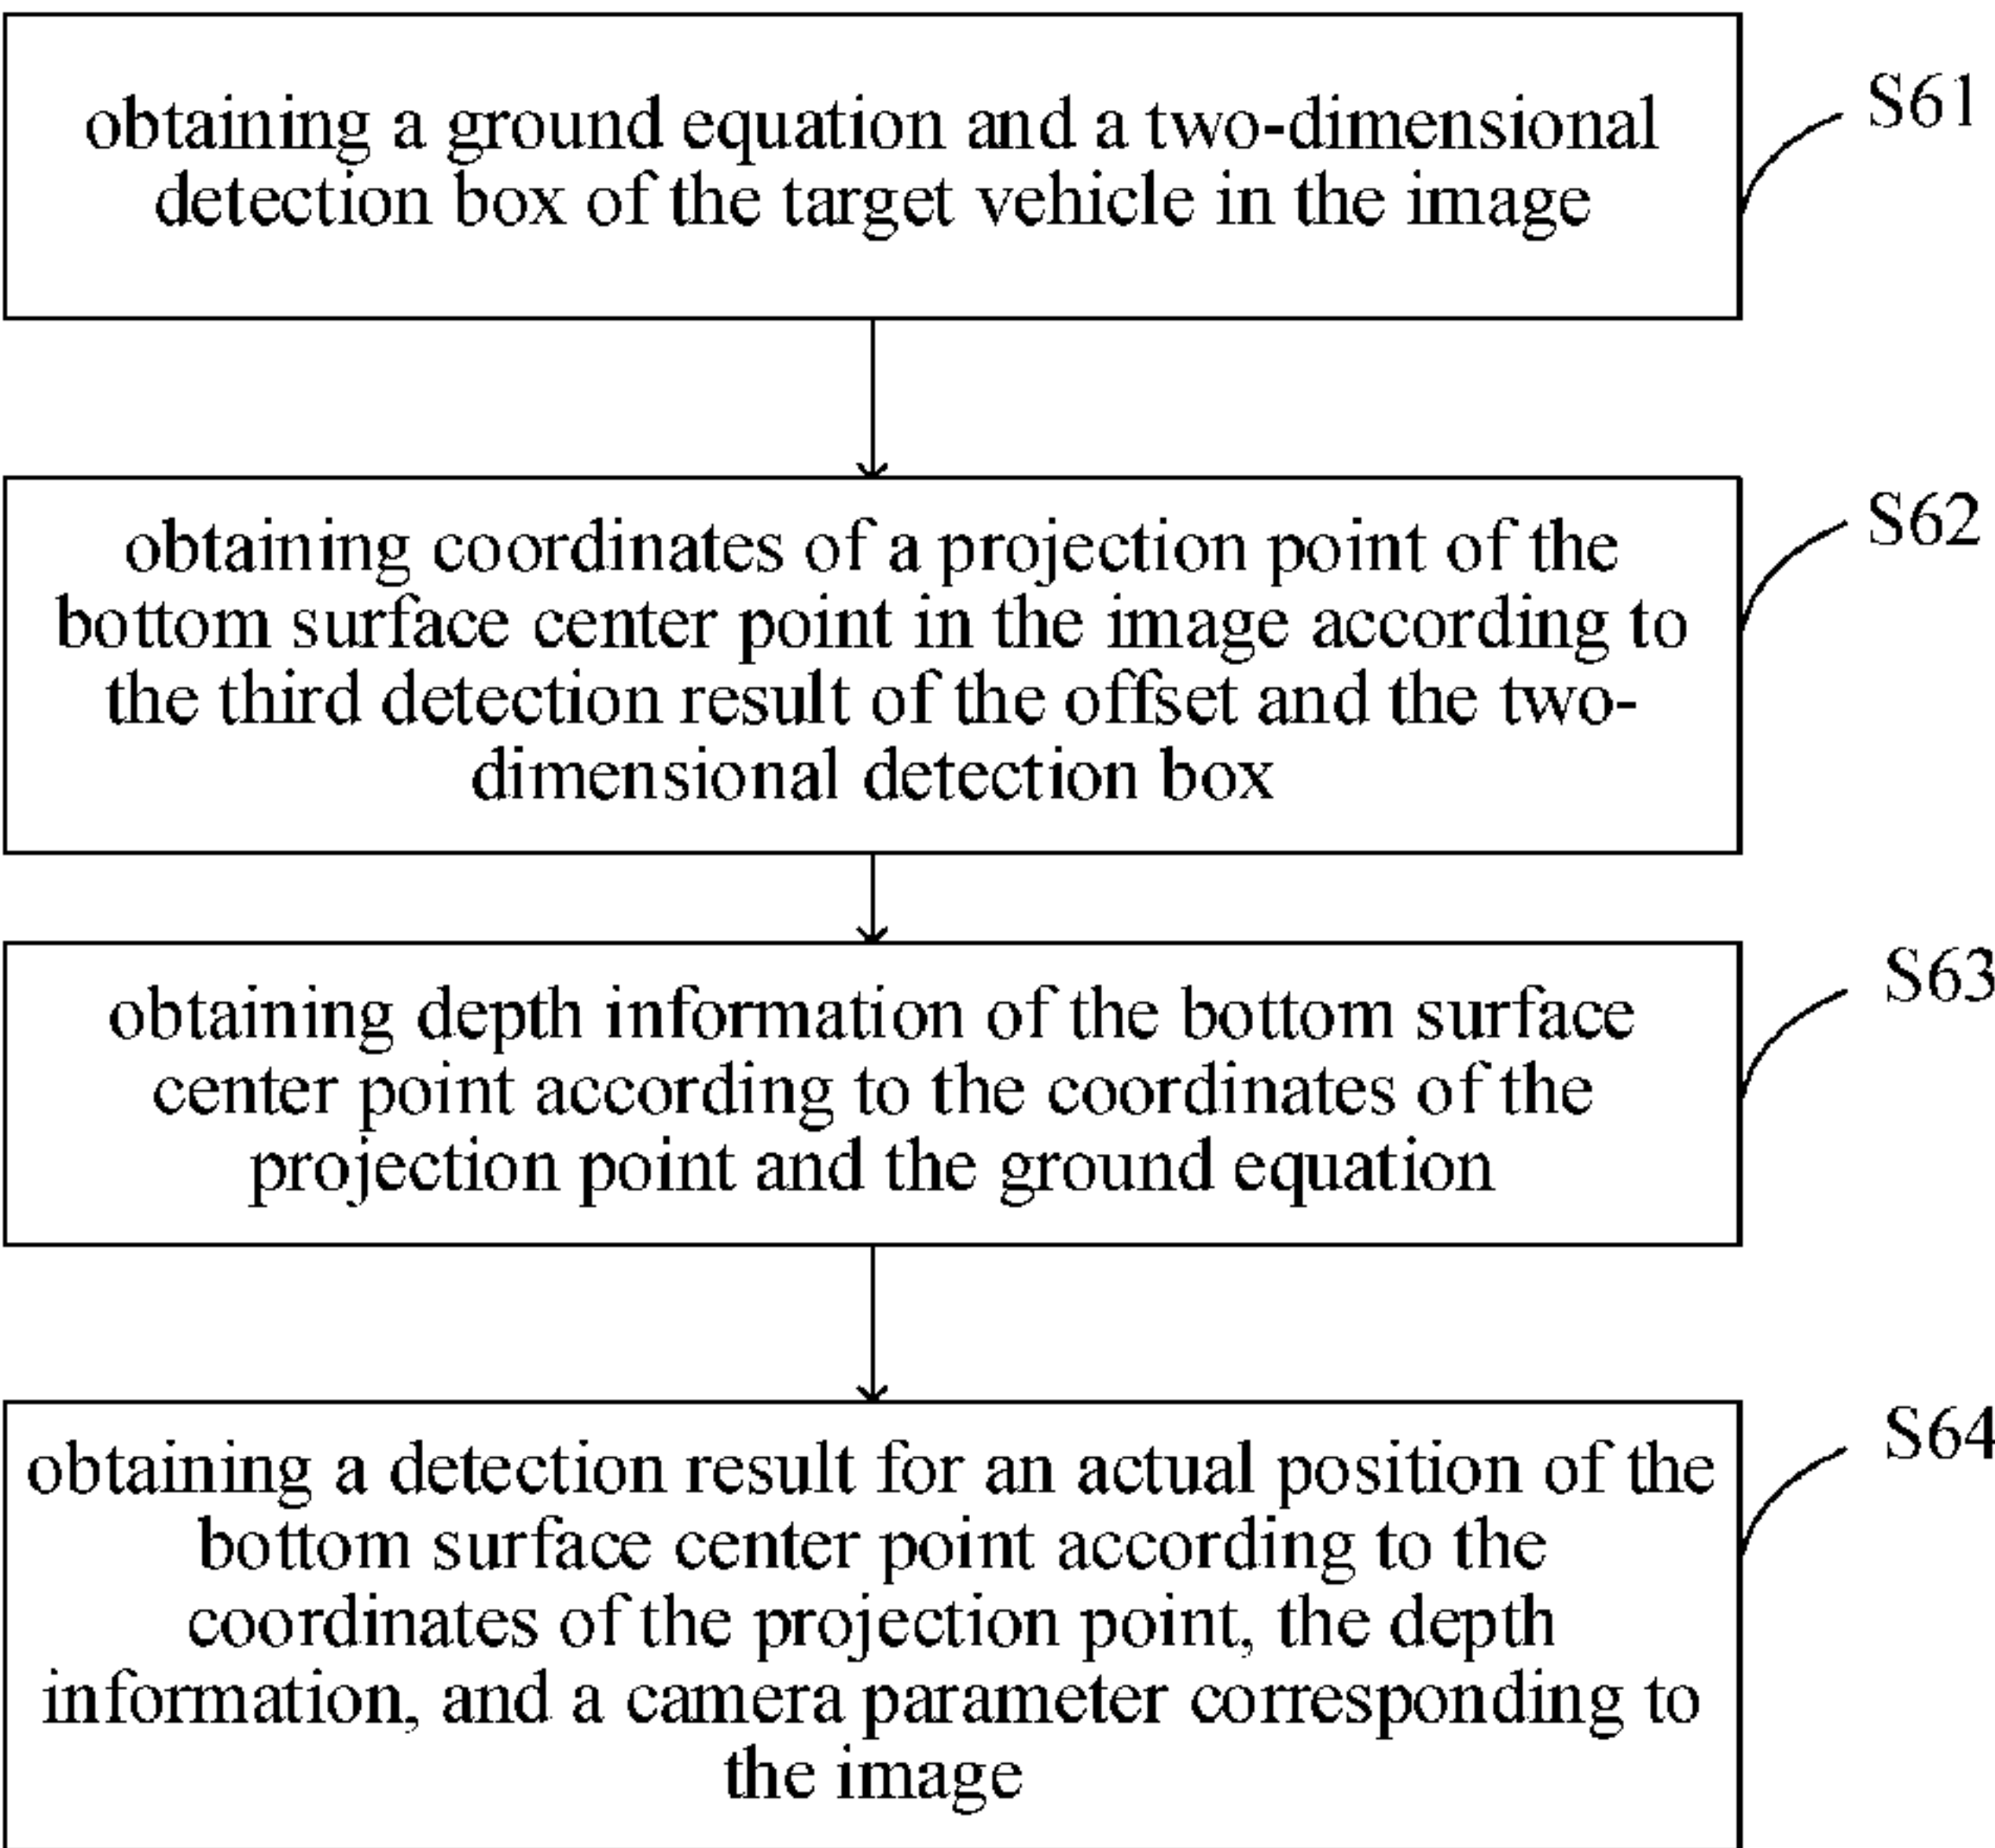 obtaining a ground equation and a two-dimensional
detection box of the target vehicle in the image
S61
obtaining coordinates of a projection point of the
bottom surface center point in the image according to
the third detection result of the offset and the two-
dimensional detection box
S62
obtaining depth information of the bottom surface
center point according to the coordinates of the
projection point and the ground equation
S63
obtaining a detection result for an actual position of the
bottom surface center point according to the
coordinates of the projection point, the depth
information, and a camera parameter corresponding to
the image
S64